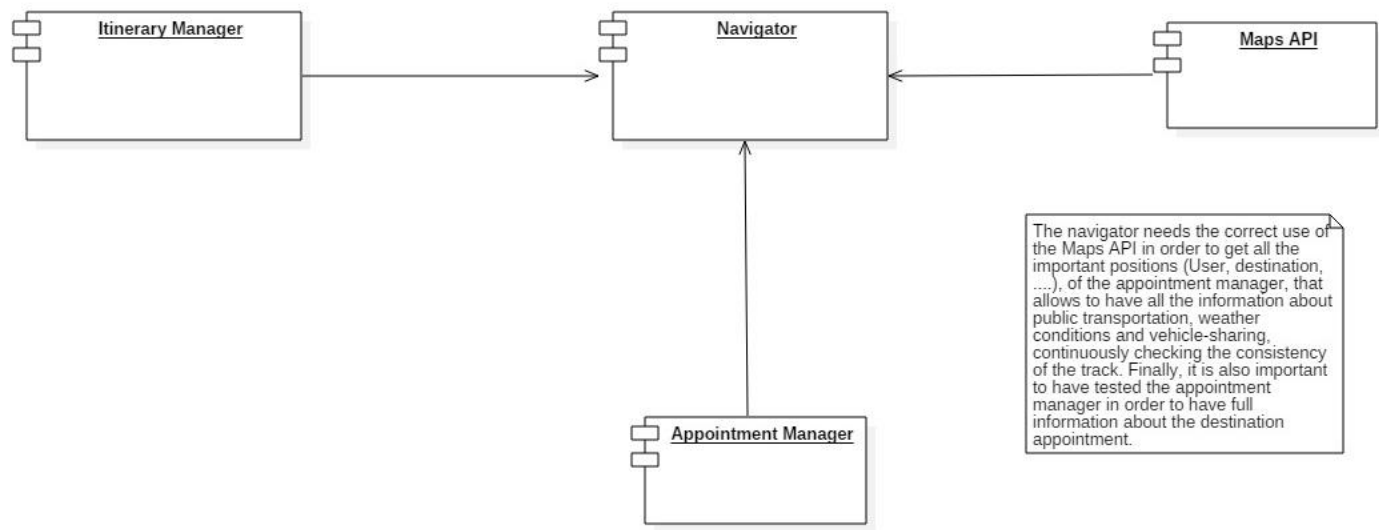 Itinerary Manager
Navigator
Maps API
The navigator needs the correct use of
the Maps API in order to get all the
important positions (User, destination,
....), of the appointment manager, that
allows to have all the information about
public transportation, weather
conditions and vehicle-sharing,
continuously checking the consistency
of the track. Finally, it is also important
to have tested the appointment
manager in order to have full
information about the destination
appointment.
Appointment Manager